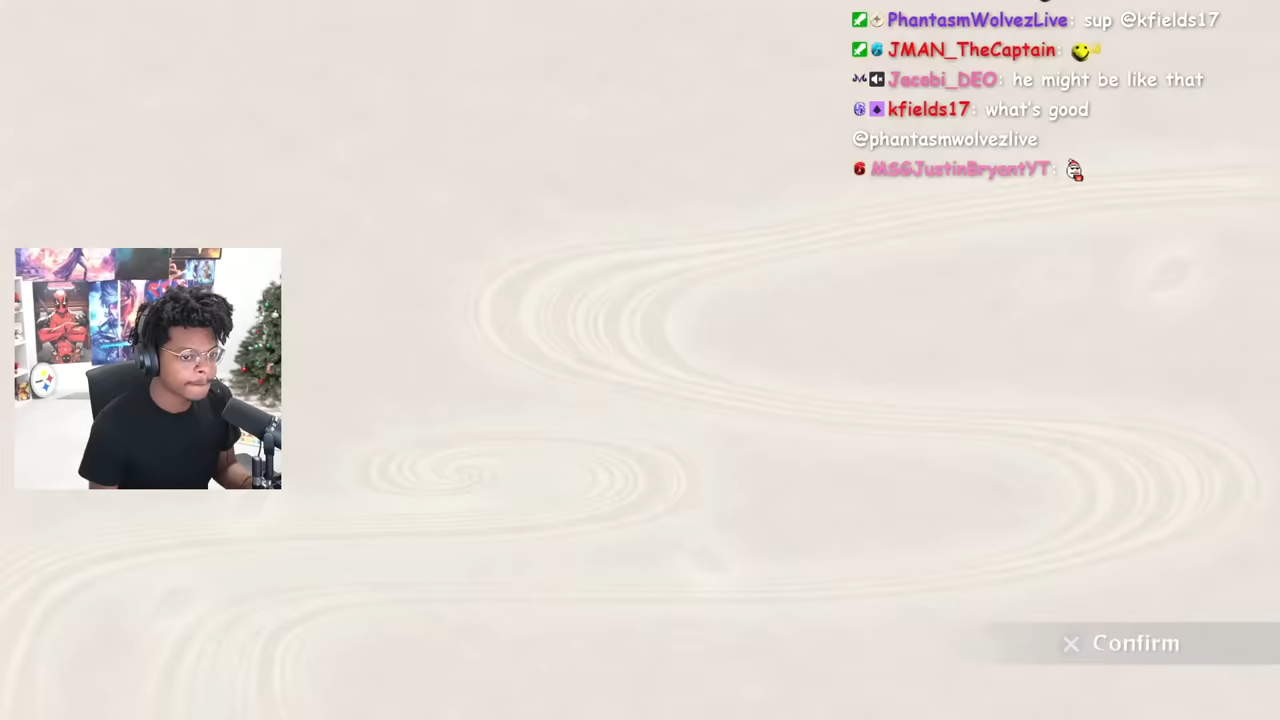 PhantasmWolvezLive: sup @kfields17
JMAN_TheCaptain:
Jacobi_DEO: he might be like that
kfields17: what's good
@phantasmwolvezlive
MSGJustinBryantYT:
Confirm